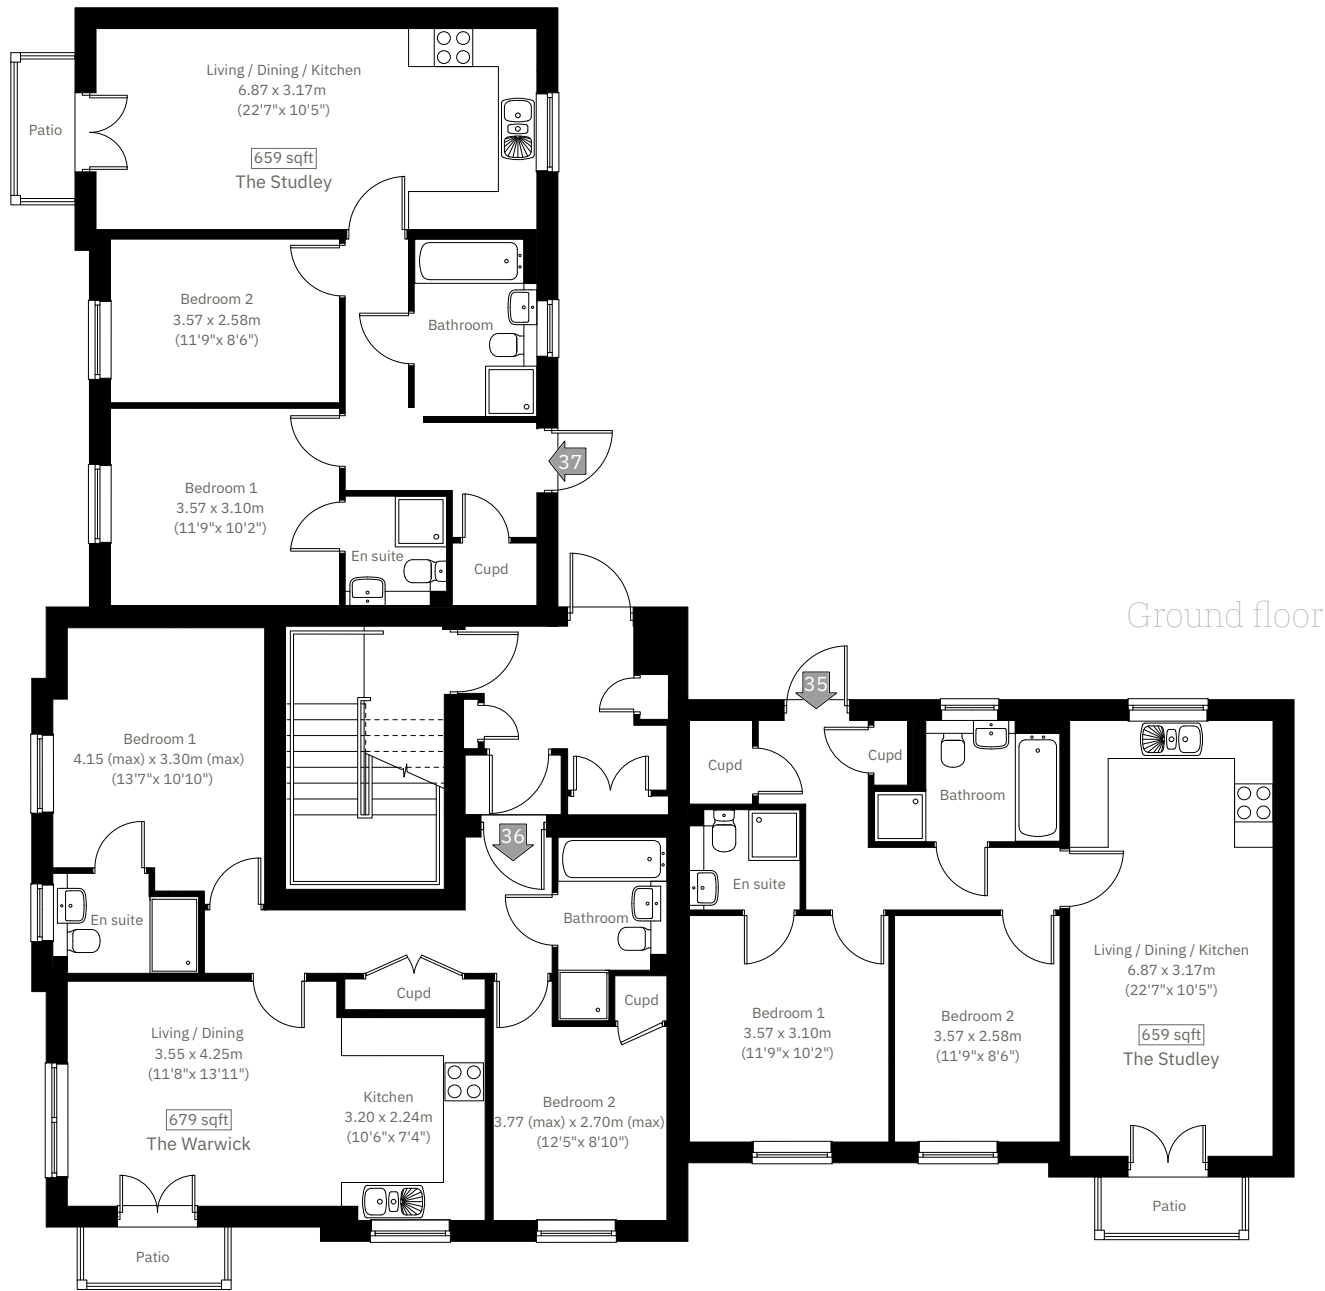 Living / Dining / Kitchen
6.87 x 3.17m
(22'7"x 10'5")
Patio
659 sqft
The Studley
Bedroom 2
3.57 x 2.58m
(11'9"x 8'6")
Bathroom
37
Bedroom 1
3.57 x 3.10m
(11'9"x 10'2")
En suite
Cupd
Ground floor
Bedroom 1
4.15 (max) x 3.30m (max)
(13'7"x 10'10")
En suite
36
Bathroom
Cupd
Cupd
Living / Dining
3.55 x 4.25m
(11'8"x 13'11")
679 sqft
The Warwick
Kitchen
3.20 x 2.24m
(10'6"x 7'4")
Bedroom 2
3.77 (max) x 2.70m (max)
(12'5"x 8'10")
Patio
35
Cupd
Cupd
Bathroom
En suite
Bedroom 1
3.57 x 3.10m
(11'9"x 10'2")
Bedroom 2
3.57 x 2.58m
(11'9"x 8'6")
Living / Dining / Kitchen
6.87 x 3.17m
(22'7"x 10'5")
659 sqft
The Studley
Patio